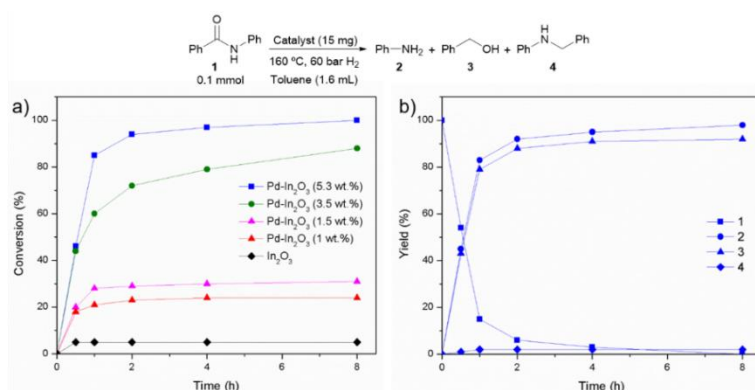 O
Ph
N
H
Ph
1
0.1 mmol
Catalyst (15 mg)
160 ºC, 60 bar H₂
Toluene (1.6 mL)
Ph
NH₂
2
+
Ph
OH
3
+
H
Ph
N
Ph
4
a)
100
80
60
40
20
0
Conversion (%)
Pd-In₂O₃ (5.3 wt.%)
Pd-In₂O₃ (3.5 wt.%)
Pd-In₂O₃ (1.5 wt.%)
Pd-In₂O₃ (1 wt.%)
In₂O₃
0 2 4 6 8
Time (h)
b)
100
80
60
40
20
0
Yield (%)
1
2
3
4
0 2 4 6 8
Time (h)